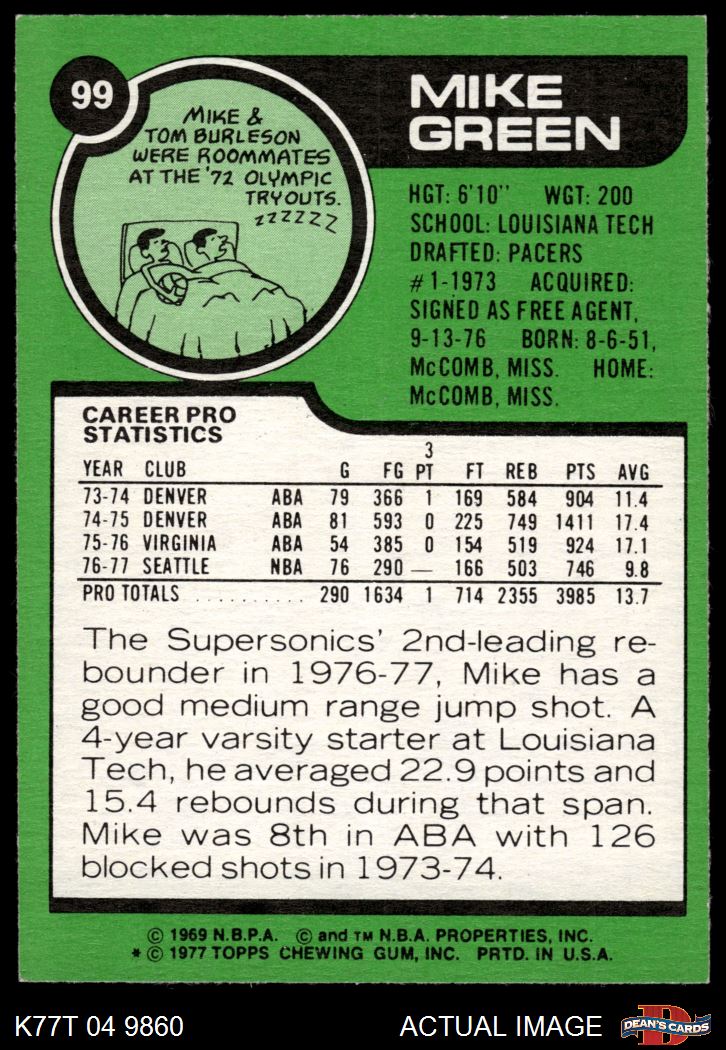 99
MIKE &
TOM BURLESON
WERE ROOMMATES
AT THE '72 OLYMPIC
TRYOUTS.
ZZZZZZ
MIKE
GREEN
HGT: 6'10" WGT: 200
SCHOOL: LOUISIANA TECH
DRAFTED: PACERS
#1-1973 ACQUIRED:
SIGNED AS FREE AGENT,
9-13-76 BORN: 8-6-51,
McCOMB, MISS. HOME:
McCOMB, MISS.
CAREER PRO
STATISTICS
YEAR CLUB G FG 3 PT FT REB PTS AVG
73-74 DENVER ABA 79 366 1 169 584 904 11.4
74-75 DENVER ABA 81 593 0 225 749 1411 17.4
75-76 VIRGINIA ABA 54 385 0 154 519 924 17.1
76-77 SEATTLE NBA 76 290 — 166 503 746 9.8
PRO TOTALS .......... 290 1634 1 714 2355 3985 13.7
The Supersonics' 2nd-leading re-
bounder in 1976-77, Mike has a
good medium range jump shot. A
4-year varsity starter at Louisiana
Tech, he averaged 22.9 points and
15.4 rebounds during that span.
Mike was 8th in ABA with 126
blocked shots in 1973-74.
© 1969 N.B.P.A. © and TM N.B.A. PROPERTIES, INC.
* © 1977 TOPPS CHEWING GUM, INC. PRTD. IN U.S.A.
K77T 04 9860 ACTUAL IMAGE D DEAN'S CARDS